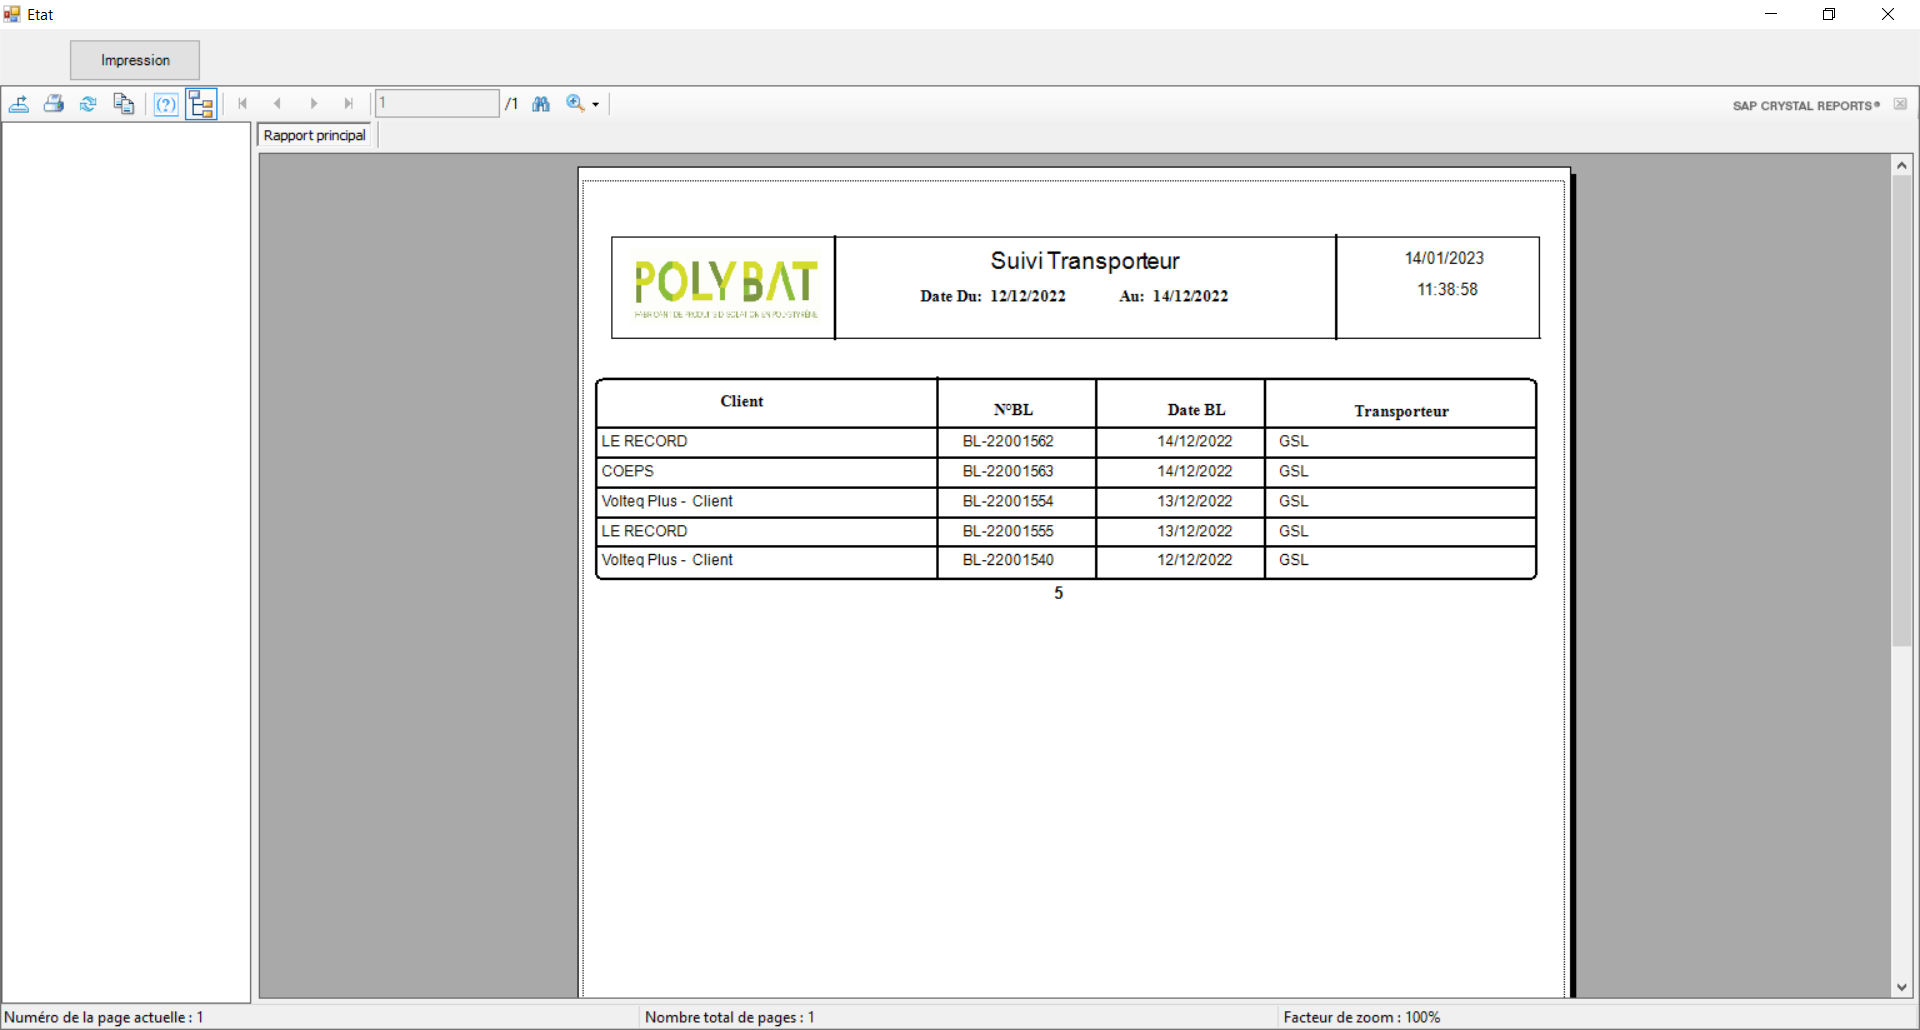 Etat
Impression
1 /1
SAP CRYSTAL REPORTS®
Rapport principal
POLYBAT
Suivi Transporteur
Date Du: 12/12/2022 Au: 14/12/2022
14/01/2023
11:38:58
Client N°BL Date BL Transporteur
LE RECORD BL-22001562 14/12/2022 GSL
COEPS BL-22001563 14/12/2022 GSL
Volteq Plus - Client BL-22001554 13/12/2022 GSL
LE RECORD BL-22001555 13/12/2022 GSL
Volteq Plus - Client BL-22001540 12/12/2022 GSL
5
Numéro de la page actuelle : 1 Nombre total de pages : 1 Facteur de zoom : 100%